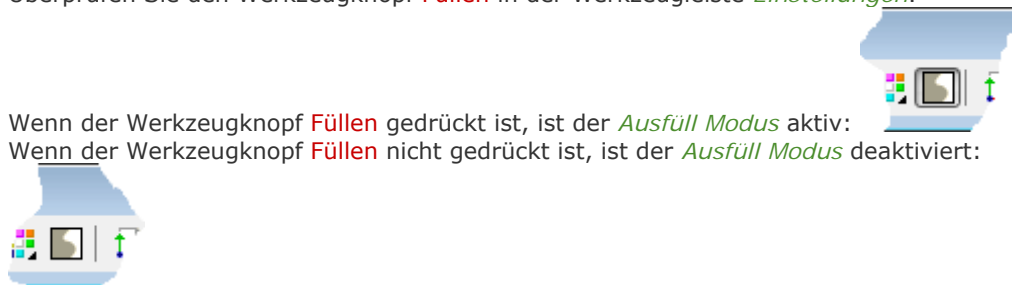 Überprüfen Sie den Werkzeugknopf Füllen in der Werkzeugleiste Einstellungen.
Wenn der Werkzeugknopf Füllen gedrückt ist, ist der Ausfüll Modus aktiv:
Wenn der Werkzeugknopf Füllen nicht gedrückt ist, ist der Ausfüll Modus deaktiviert: